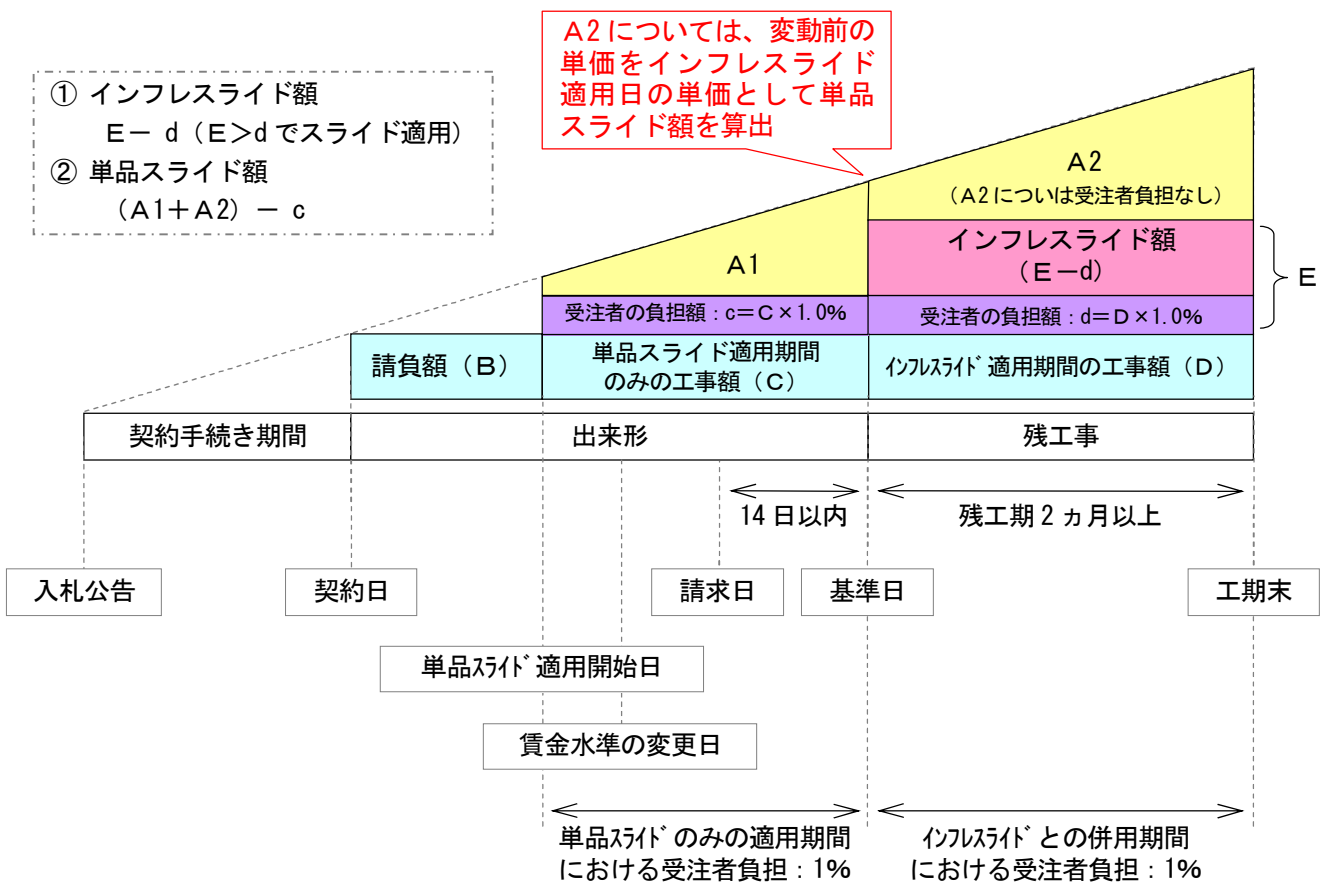 A2については、変動前の
単価をインフレスライド
適用日の単価として単品
スライド額を算出
① インフレスライド額
E－ d（E＞dでスライド適用）
② 単品スライド額
（A1＋A2）－ c
A2
（A2についは受注者負担なし）
インフレスライド額
（E－d）
E
A1
受注者の負担額：c＝C×1.0%
受注者の負担額：d＝D×1.0%
請負額（B）
単品スライド適用期間
のみの工事額（C）
ｲﾝﾌﾚｽﾗｲﾄﾞ適用期間の工事額（D）
契約手続き期間
出来形
残工事
14日以内
残工期2ヵ月以上
入札公告
契約日
請求日
基準日
工期末
単品ｽﾗｲﾄﾞ適用開始日
賃金水準の変更日
単品ｽﾗｲﾄﾞのみの適用期間
における受注者負担：1%
ｲﾝﾌﾚｽﾗｲﾄﾞとの併用期間
における受注者負担：1%